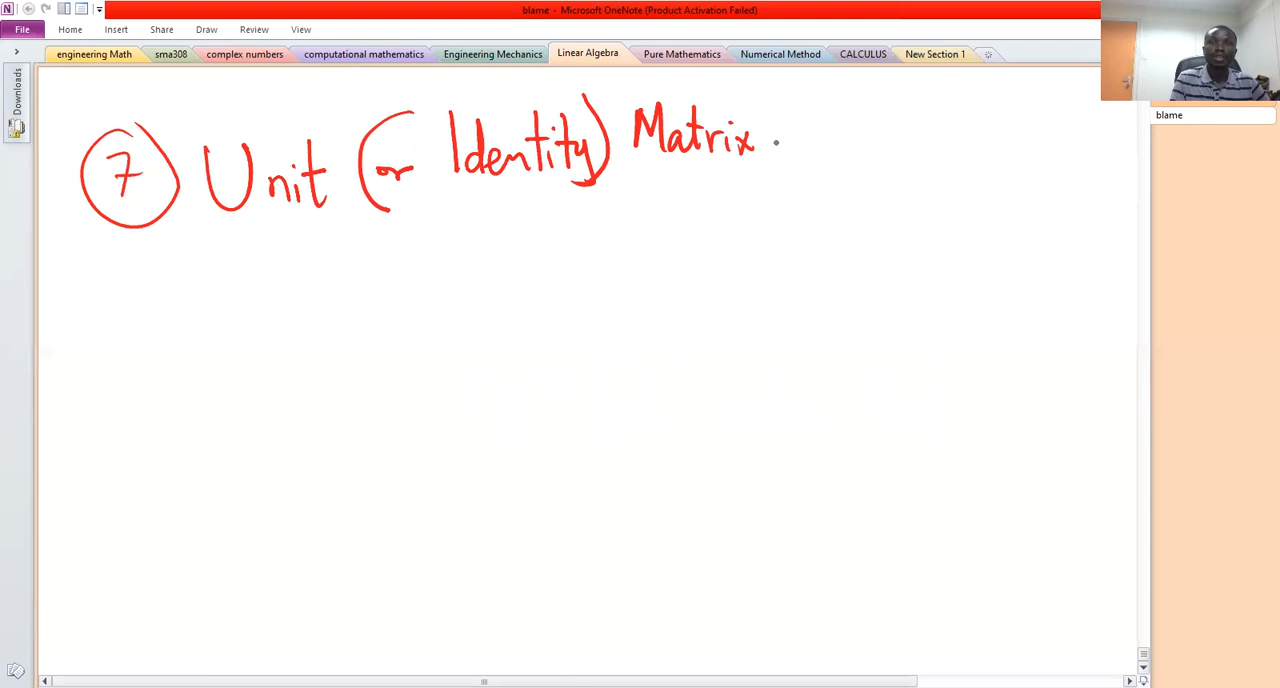 blame - Microsoft OneNote (Product Activation Failed)
File Home Insert Share Draw Review View
engineering Math sma308 complex numbers computational mathematics Engineering Mechanics Linear Algebra Pure Mathematics Numerical Method CALCULUS New Section 1
Downloads
blame
7 Unit (or Identity) Matrix